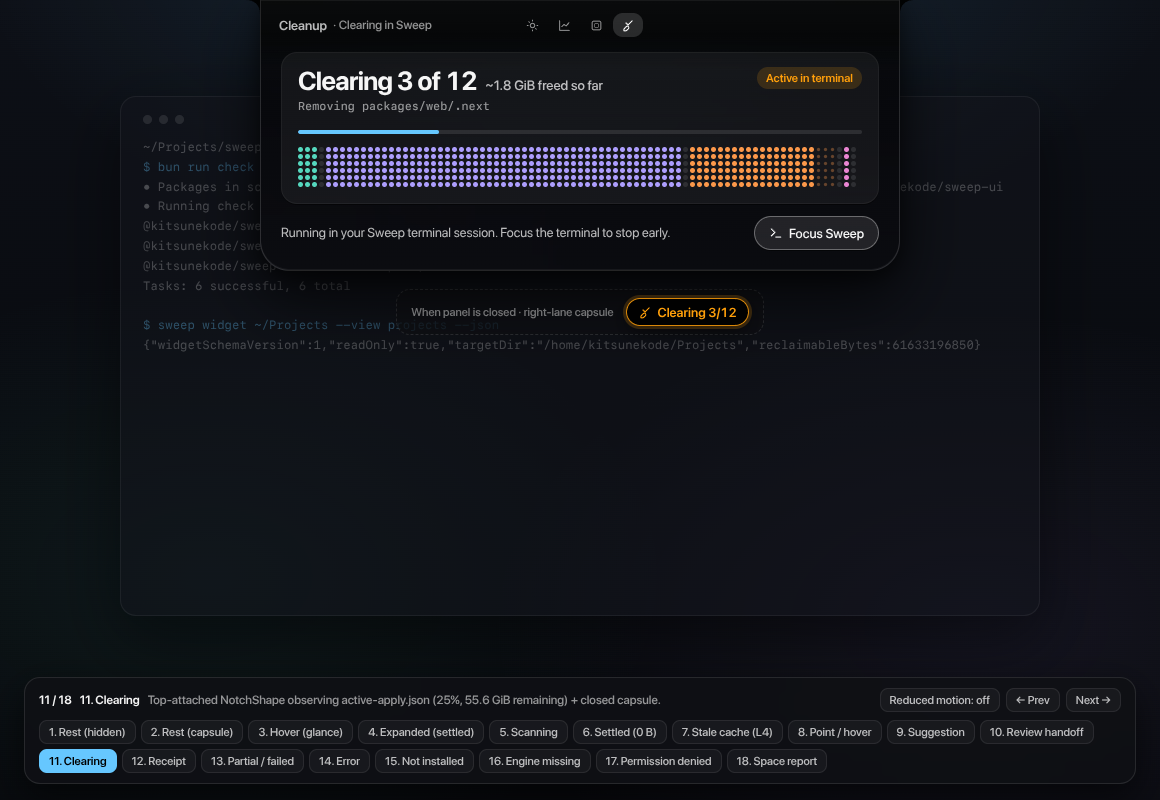 Cleanup · Clearing in Sweep
Clearing 3 of 12 ~1.8 GiB freed so far
Active in terminal
Removing packages/web/.next
Running in your Sweep terminal session. Focus the terminal to stop early.
Focus Sweep
~/Projects/sweep
$ bun run check
● Packages in sc
ekode/sweep-ui
● Running check
@kitsunekode/swe
@kitsunekode/swe
@kitsunekode/sweep
Tasks: 6 successful, 6 total
When panel is closed · right-lane capsule
Clearing 3/12
$ sweep widget ~/Projects --view projects --json
{"widgetSchemaVersion":1,"readOnly":true,"targetDir":"/home/kitsunekode/Projects","reclaimableBytes":61633196850}
11 / 18 11. Clearing Top-attached NotchShape observing active-apply.json (25%, 55.6 GiB remaining) + closed capsule.
Reduced motion: off
← Prev
Next →
1. Rest (hidden)
2. Rest (capsule)
3. Hover (glance)
4. Expanded (settled)
5. Scanning
6. Settled (0 B)
7. Stale cache (L4)
8. Point / hover
9. Suggestion
10. Review handoff
11. Clearing
12. Receipt
13. Partial / failed
14. Error
15. Not installed
16. Engine missing
17. Permission denied
18. Space report